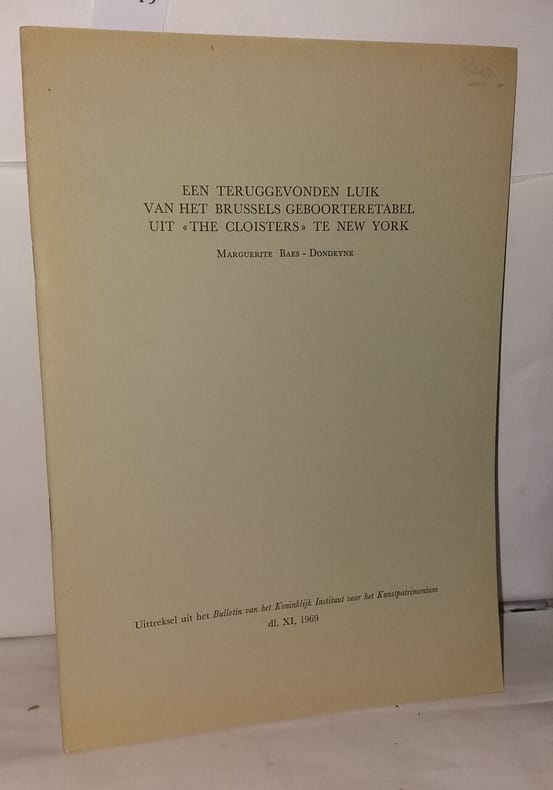 EEN TERUGGEVONDEN LUIK
VAN HET BRUSSELS GEBOORTERETABEL
UIT «THE CLOISTERS» TE NEW YORK
MARGUERITE BAES - DONDEYNE
Uittreksel uit het Bulletin van het Koninklijk Instituut voor het Kunstpatrimonium
dl. XI, 1969